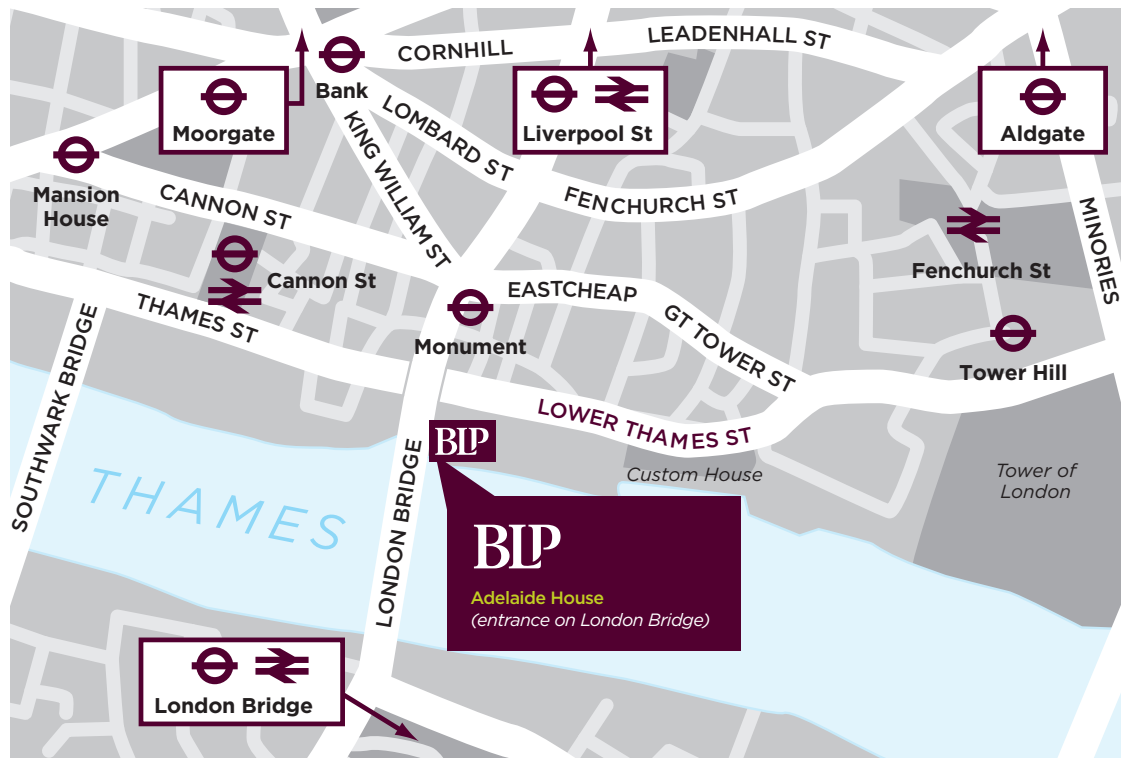 CORNHILL
LEADENHALL ST
Bank
Moorgate
Liverpool St
Aldgate
LOMBARD ST
KING WILLIAM ST
Mansion
House
CANNON ST
FENCHURCH ST
MINORIES
Fenchurch St
Cannon St
EASTCHEAP
THAMES ST
GT TOWER ST
Monument
Tower Hill
SOUTHWARK BRIDGE
LOWER THAMES ST
BLP
Custom House
Tower of
London
THAMES
LONDON BRIDGE
BLP
Adelaide House
(entrance on London Bridge)
London Bridge